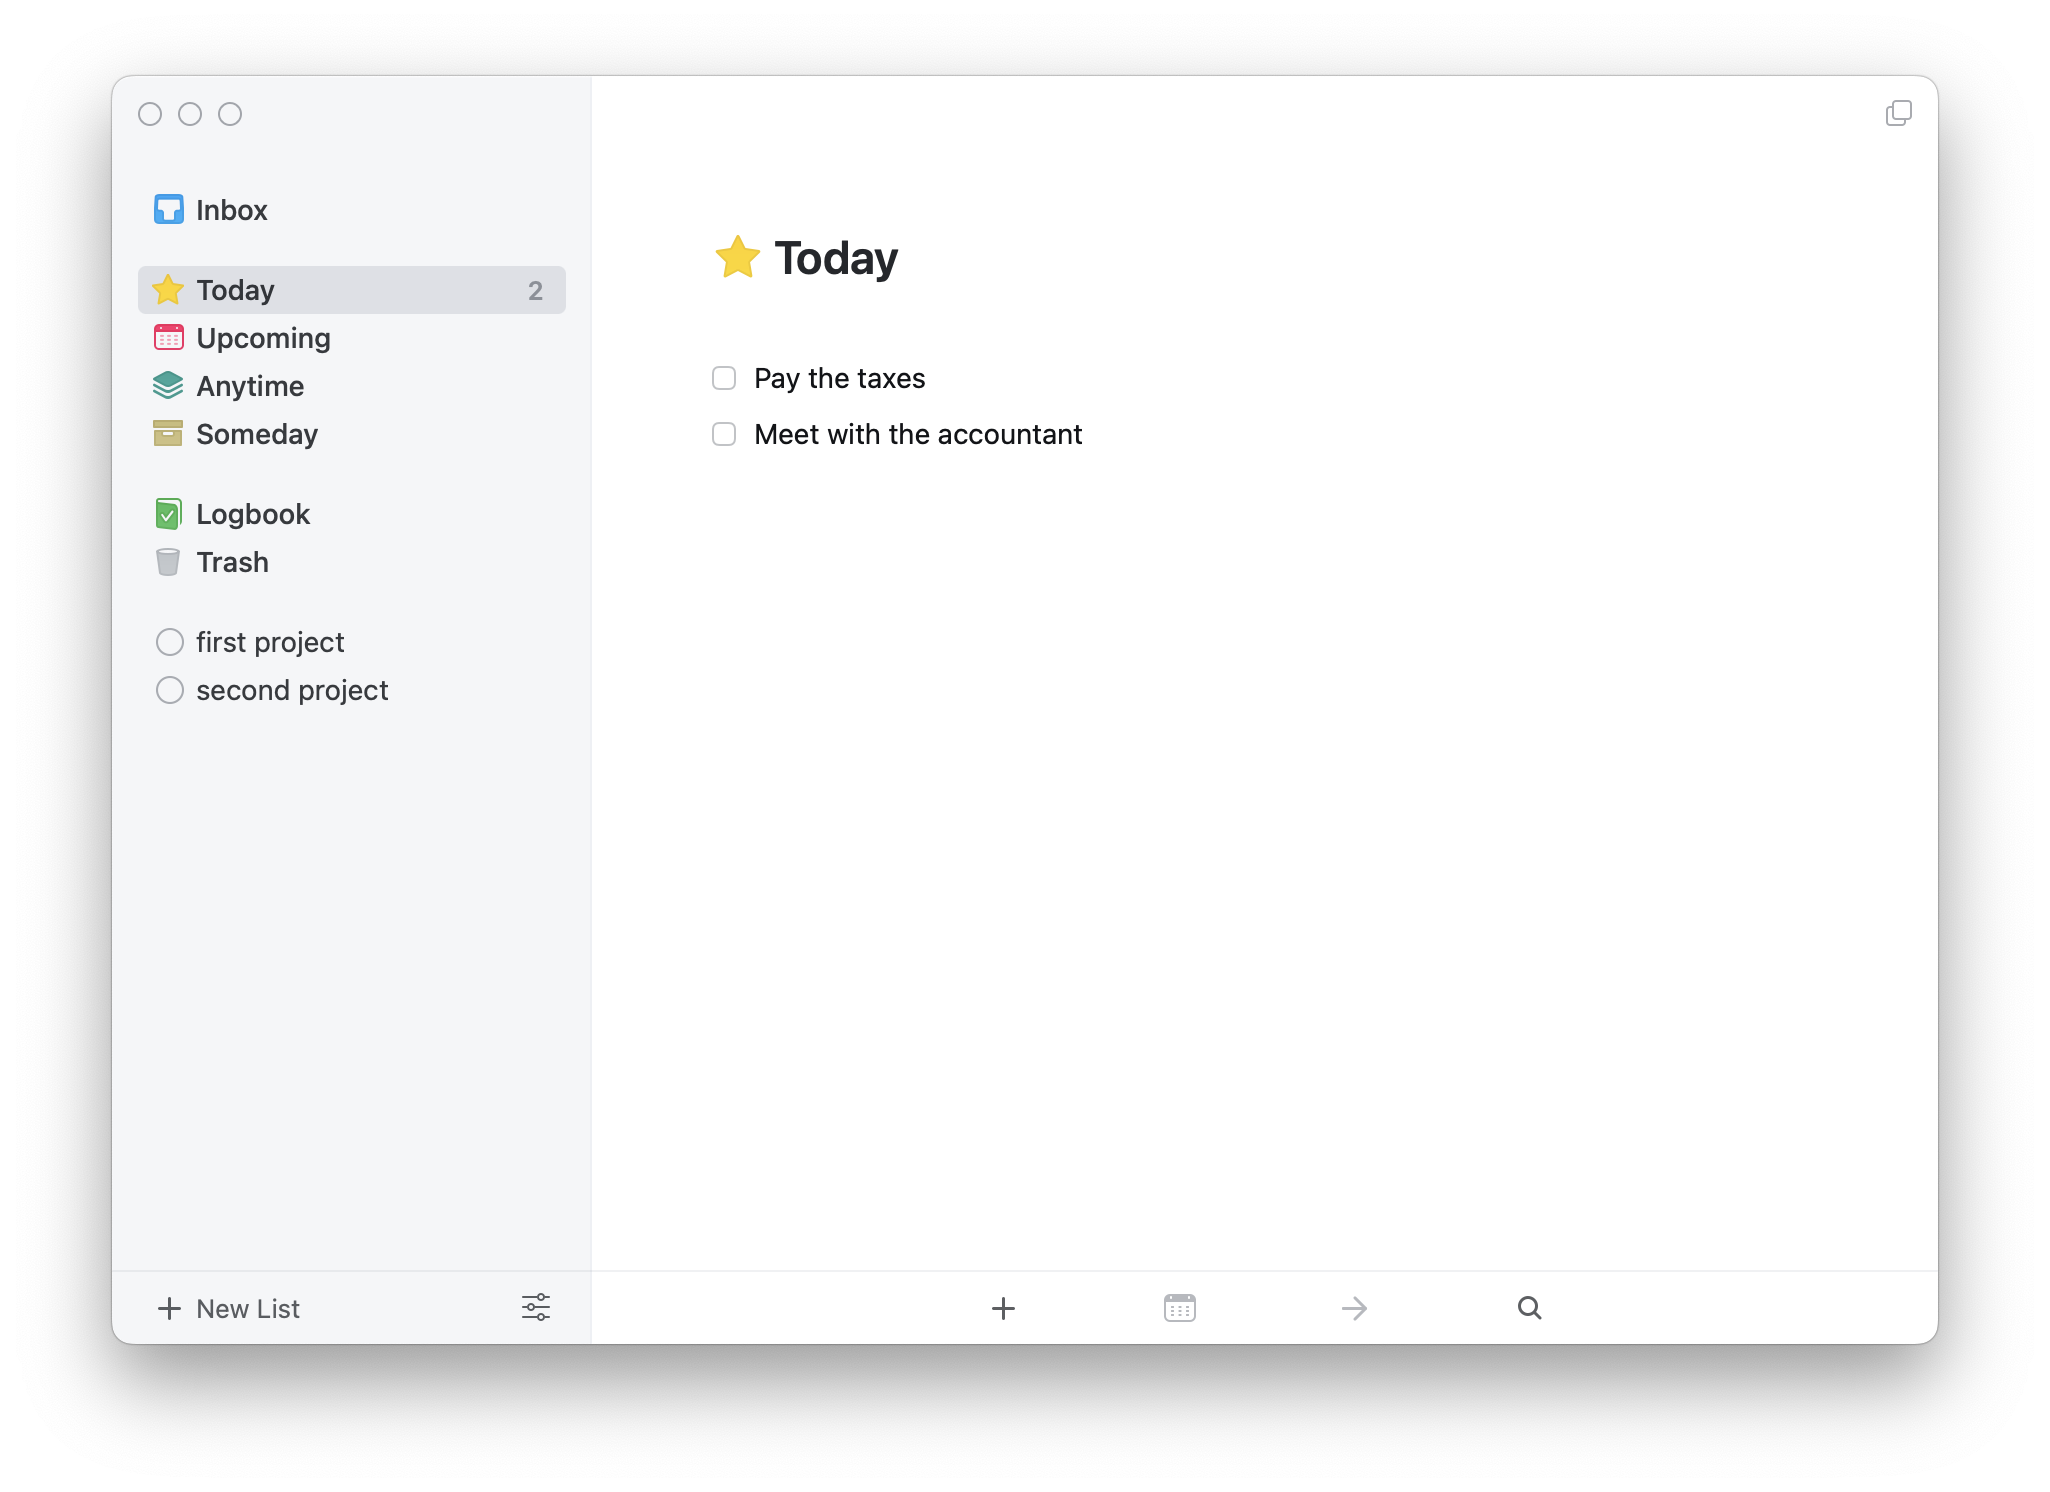 Inbox
Today 2
Upcoming
Anytime
Someday
Logbook
Trash
first project
second project
New List
Today
Pay the taxes
Meet with the accountant